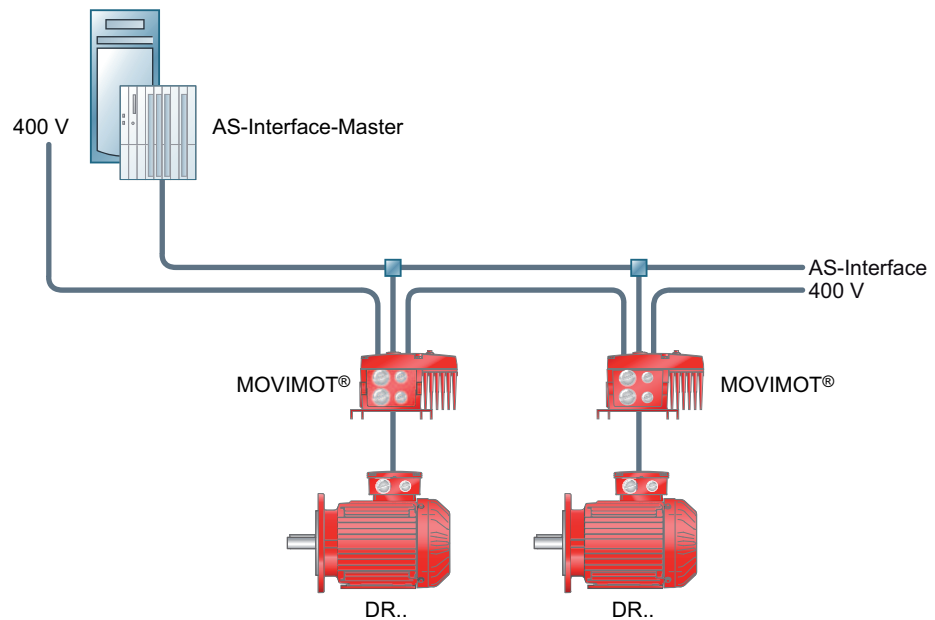 400 V
AS-Interface-Master
AS-Interface
400 V
MOVIMOT®
MOVIMOT®
DR..
DR..